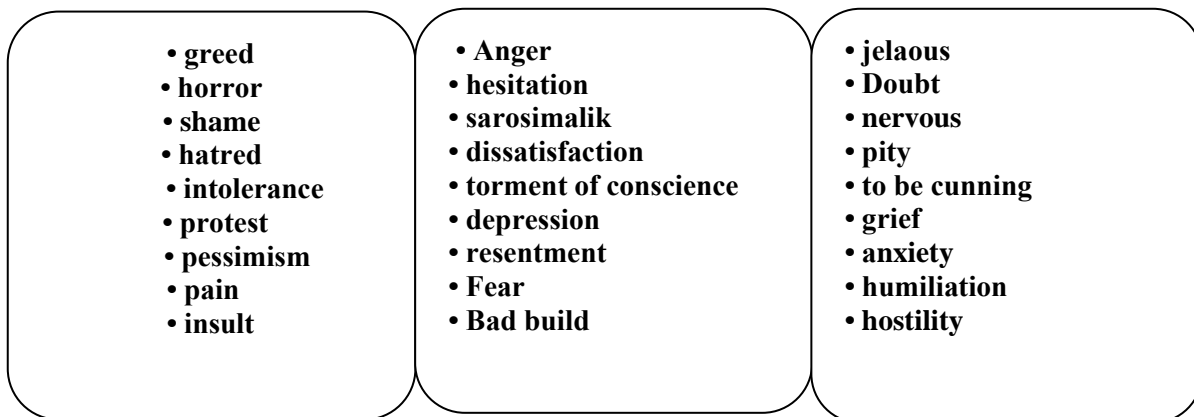 • greed
• horror
• shame
• hatred
• intolerance
• protest
• pessimism
• pain
• insult
• Anger
• hesitation
• sarosimalik
• dissatisfaction
• torment of conscience
• depression
• resentment
• Fear
• Bad build
• jelaous
• Doubt
• nervous
• pity
• to be cunning
• grief
• anxiety
• humiliation
• hostility